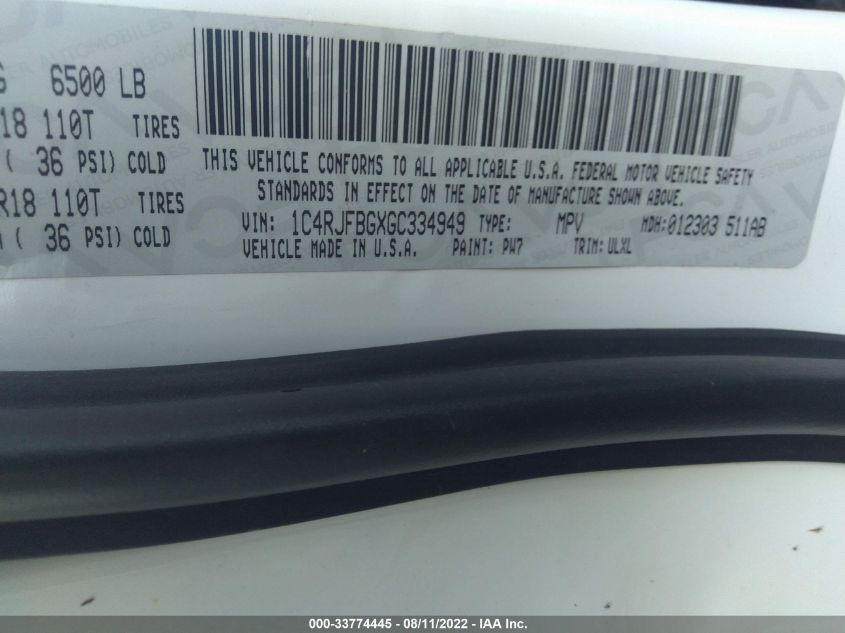 6500 LB
R18 110T TIRES
( 36 PSI) COLD
R18 110T TIRES
( 36 PSI) COLD
THIS VEHICLE CONFORMS TO ALL APPLICABLE U.S.A. FEDERAL MOTOR VEHICLE SAFETY
STANDARDS IN EFFECT ON THE DATE OF MANUFACTURE SHOWN ABOVE.
VIN: 1C4RJFBGXGC334949 TYPE: MPV MDH:012303 511AB
VEHICLE MADE IN U.S.A. PAINT: PW7 TRIM: ULXL
000-33774445 - 08/11/2022 - IAA Inc.